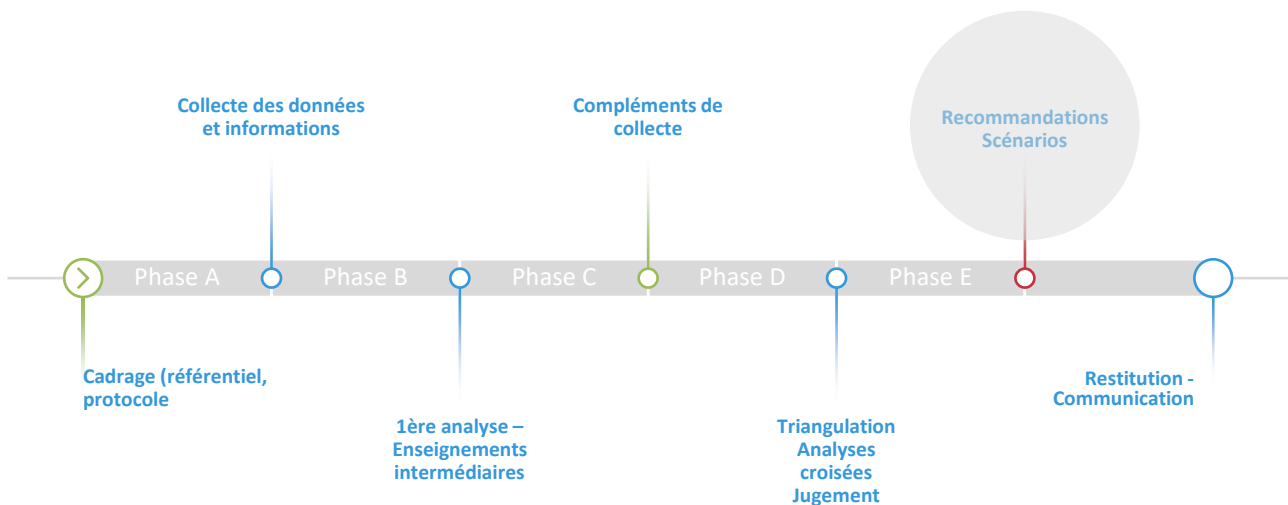 Collecte des données
et informations
Compléments de
collecte
Recommandations
Scénarios
Phase A
Phase B
Phase C
Phase D
Phase E
Cadrage (référentiel,
protocole
1ère analyse –
Enseignements
intermédiaires
Triangulation
Analyses
croisées
Jugement
Restitution -
Communication